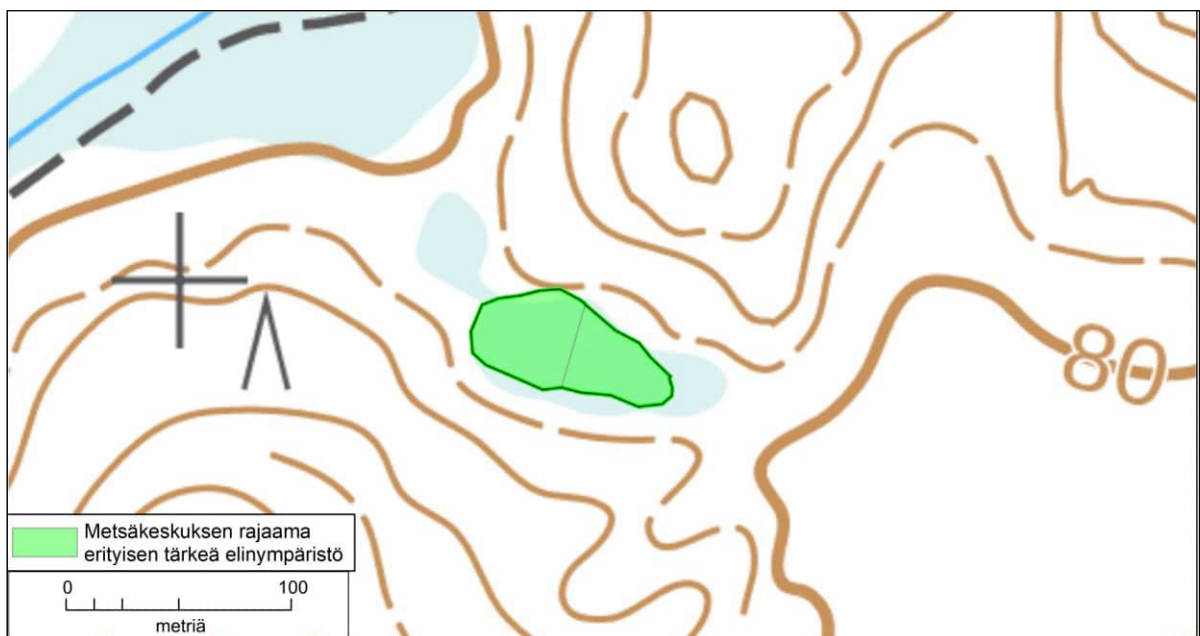 80
Metsäkeskuksen rajaama
erityisen tärkeä elinympäristö
0 100
metriä